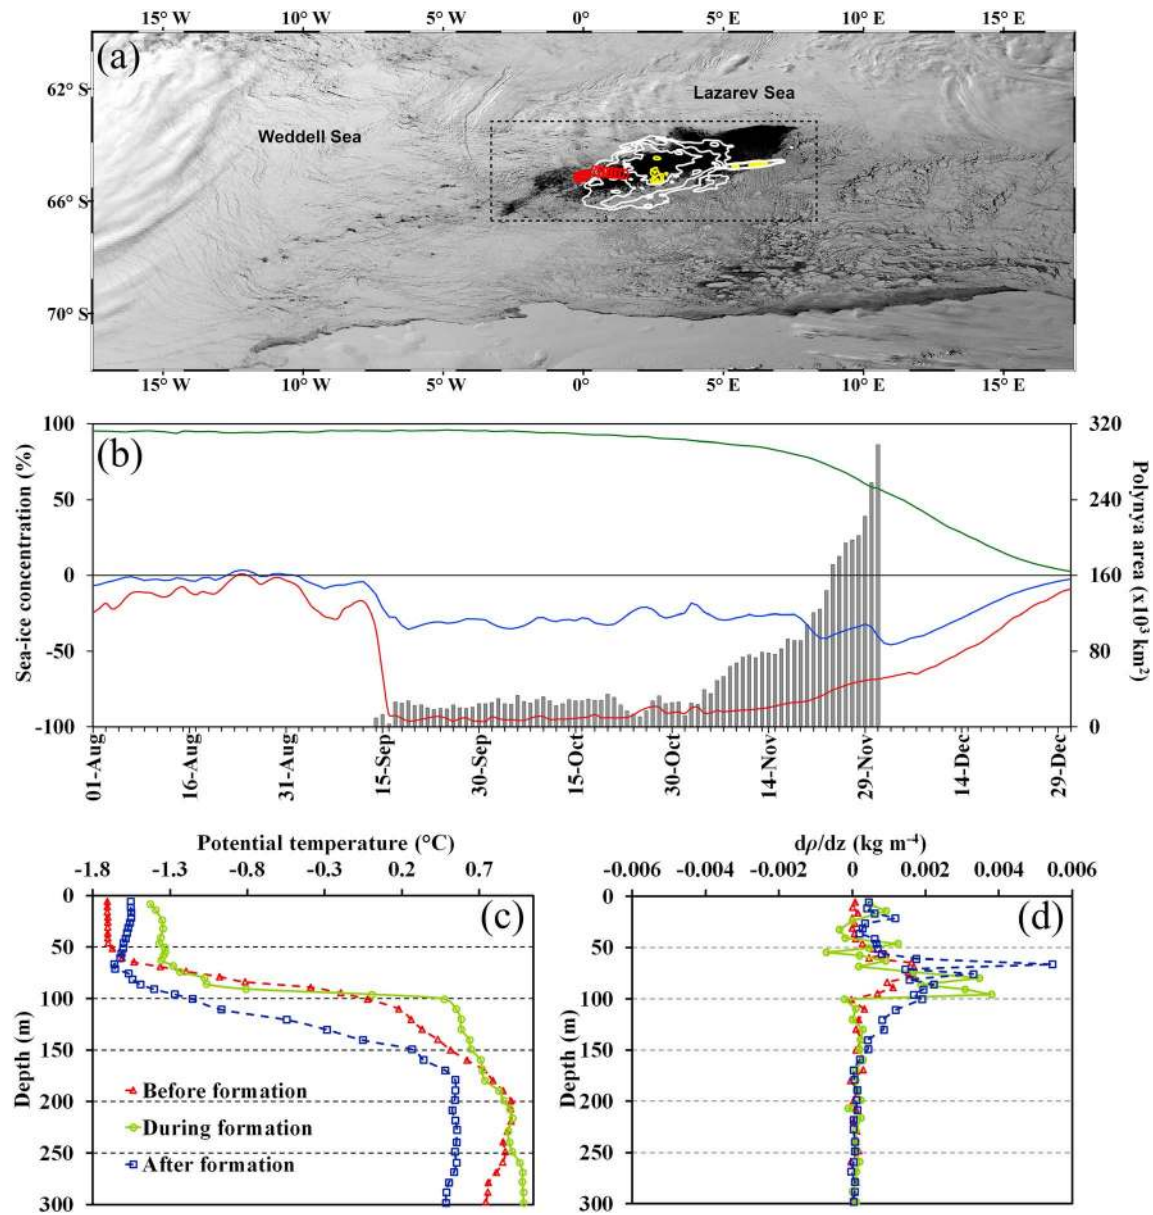 15° W 10° W 5° W 0° 5° E 10° E 15° E
(a)
62° S
Lazarev Sea
Weddell Sea
66° S
70° S
15° W 10° W 5° W 0° 5° E 10° E 15° E
(b)
Sea-ice concentration (%)
100
50
0
-50
-100
Polynya area (x10³ km²)
320
240
160
80
0
01-Aug
16-Aug
31-Aug
15-Sep
30-Sep
15-Oct
30-Oct
14-Nov
29-Nov
14-Dec
29-Dec
Potential temperature (°C)
-1.8 -1.3 -0.8 -0.3 0.2 0.7
(c)
Depth (m)
0
50
100
150
200
250
300
Before formation
During formation
After formation
dρ/dz (kg m⁻⁴)
-0.006 -0.004 -0.002 0 0.002 0.004 0.006
(d)
Depth (m)
0
50
100
150
200
250
300